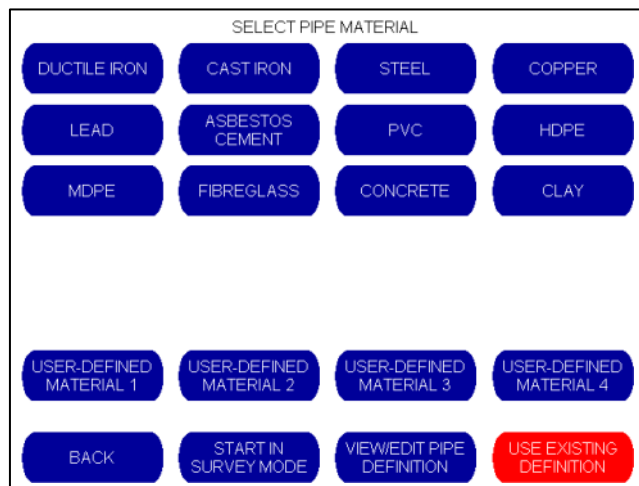 SELECT PIPE MATERIAL
DUCTILE IRON
CAST IRON
STEEL
COPPER
LEAD
ASBESTOS
CEMENT
PVC
HDPE
MDPE
FIBREGLASS
CONCRETE
CLAY
USER-DEFINED
MATERIAL 1
USER-DEFINED
MATERIAL 2
USER-DEFINED
MATERIAL 3
USER-DEFINED
MATERIAL 4
BACK
START IN
SURVEY MODE
VIEW/EDIT PIPE
DEFINITION
USE EXISTING
DEFINITION